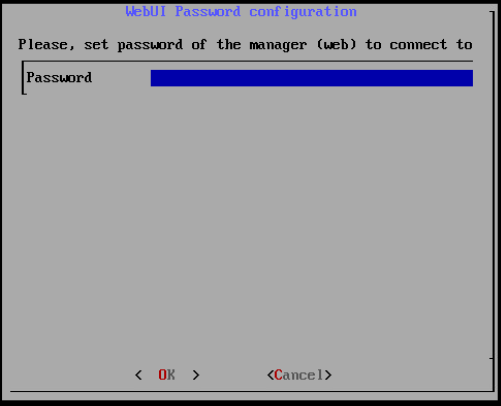 WebUI Password configuration
Please, set password of the manager (web) to connect to
Password
< OK > <Cancel>